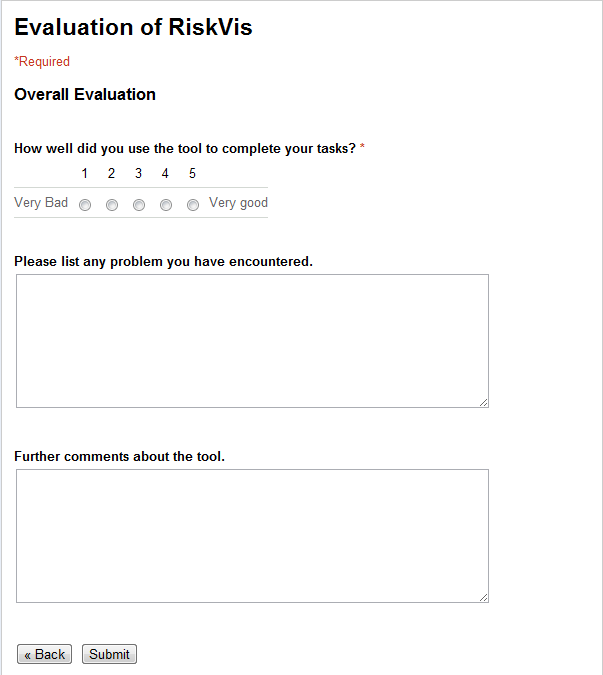 Evaluation of RiskVis
*Required
Overall Evaluation
How well did you use the tool to complete your tasks? *
1 2 3 4 5
Very Bad Very good
Please list any problem you have encountered.
Further comments about the tool.
« Back Submit